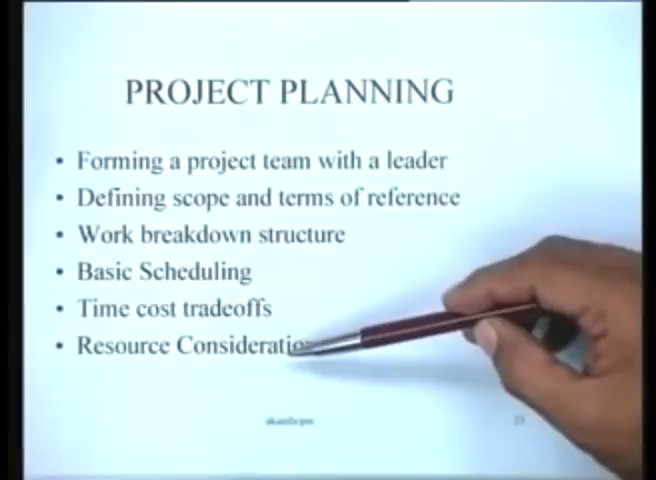 PROJECT PLANNING
• Forming a project team with a leader
• Defining scope and terms of reference
• Work breakdown structure
• Basic Scheduling
• Time cost tradeoffs
• Resource Consideratio